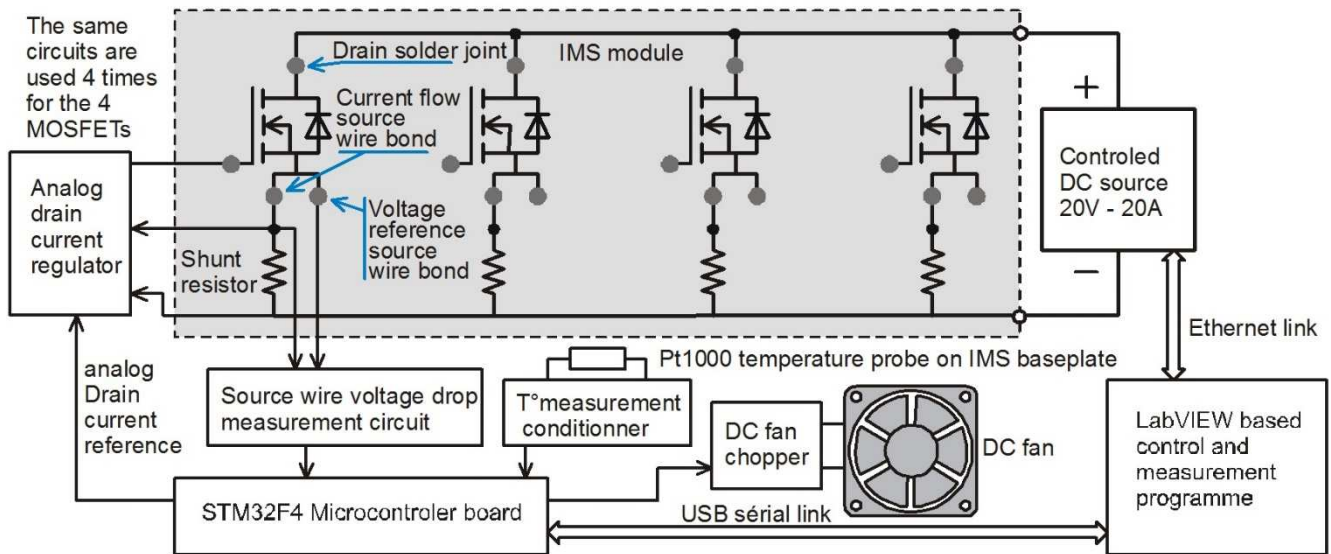 The same
circuits are
used 4 times
for the 4
MOSFETs
Drain solder joint
IMS module
Current flow
source
wire bond
Voltage
reference
source
wire bond
Analog
drain
current
regulator
Shunt
resistor
+
Controled
DC source
20V - 20A
−
Ethernet link
analog
Drain
current
reference
Source wire voltage drop
measurement circuit
Pt1000 temperature probe on IMS baseplate
T°measurement
conditionner
DC fan
chopper
DC fan
LabVIEW based
control and
measurement
programme
STM32F4 Microcontroler board
USB sérial link